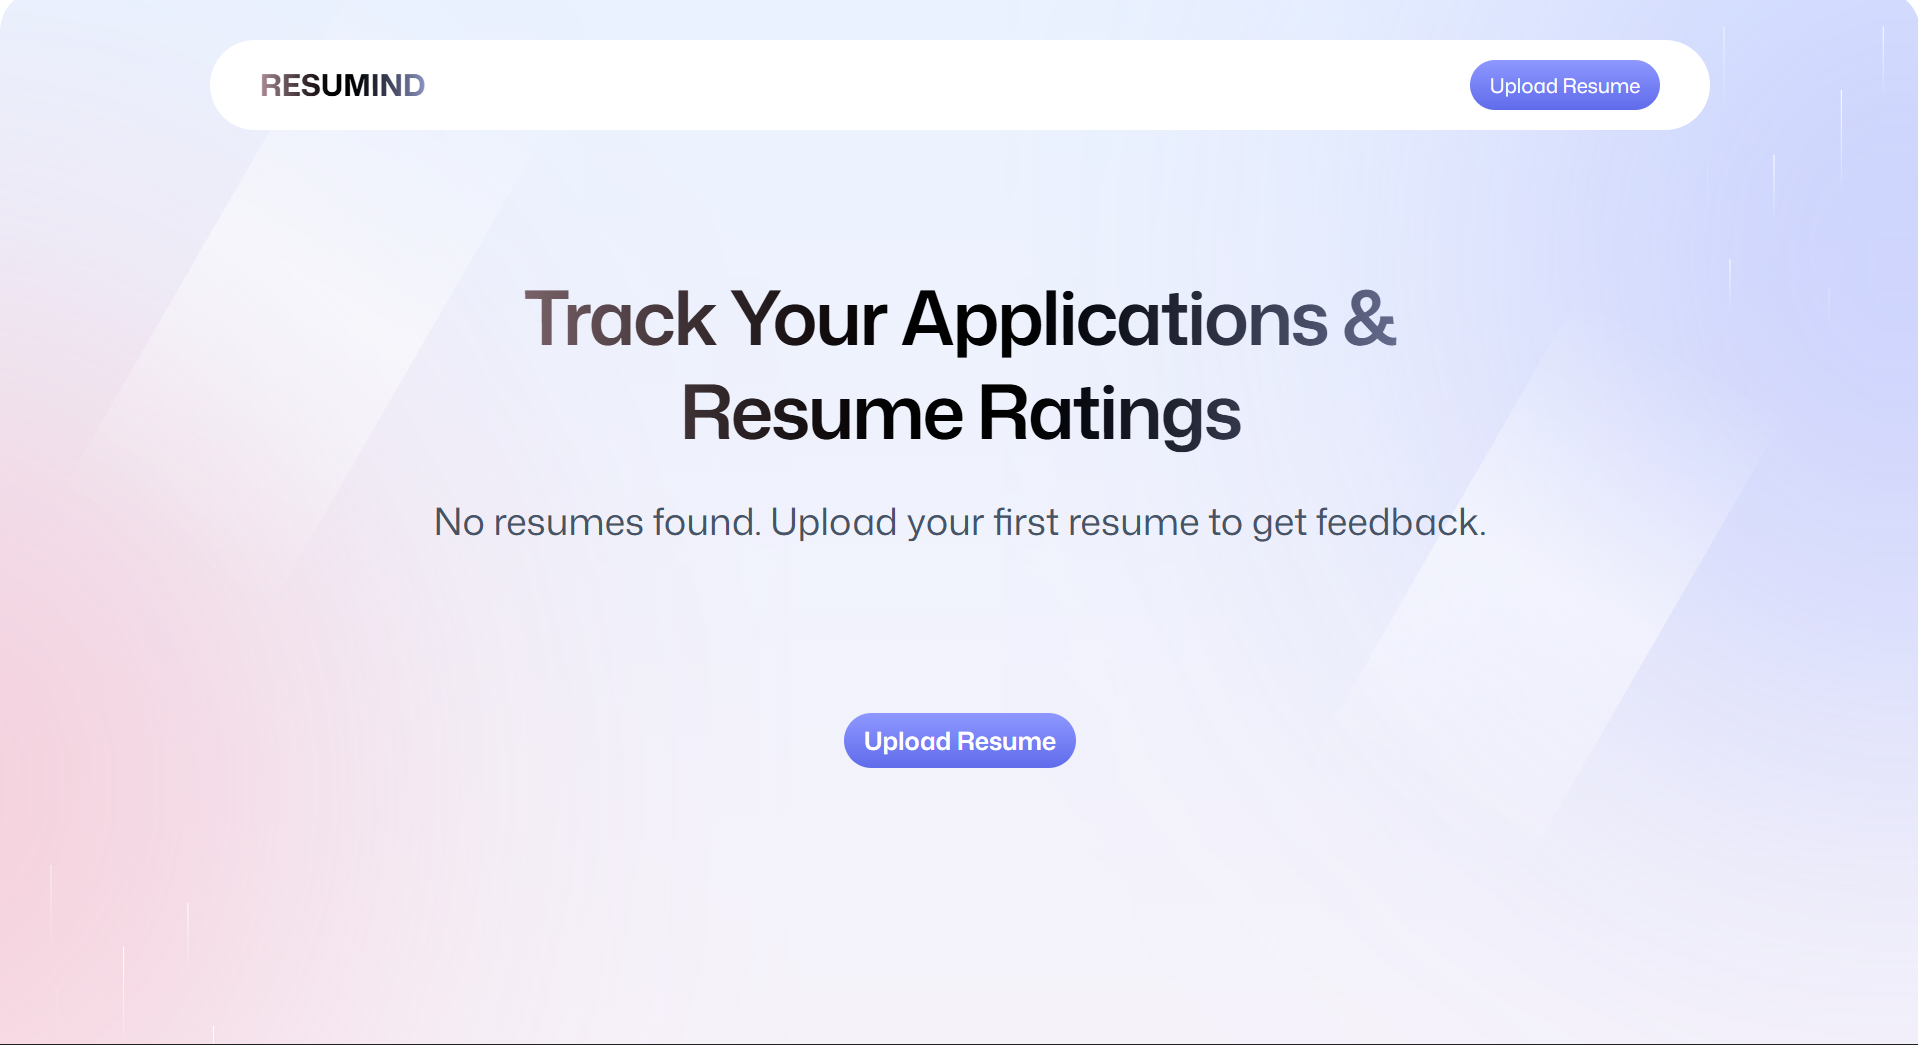 RESUMIND
Upload Resume
Track Your Applications &
Resume Ratings
No resumes found. Upload your first resume to get feedback.
Upload Resume